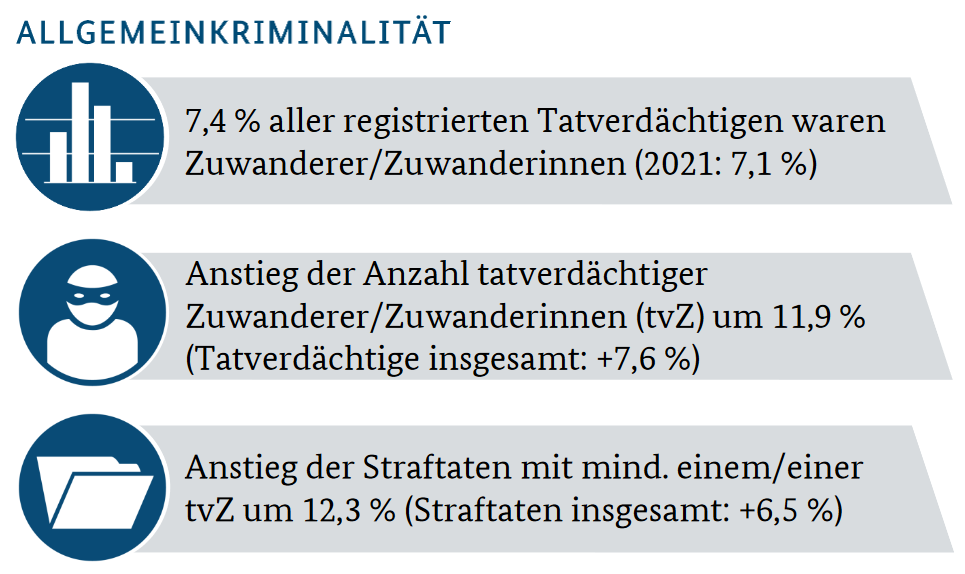 ALLGEMEINKRIMINALITÄT
7,4 % aller registrierten Tatverdächtigen waren
Zuwanderer/Zuwanderinnen (2021: 7,1 %)
Anstieg der Anzahl tatverdächtiger
Zuwanderer/Zuwanderinnen (tvZ) um 11,9 %
(Tatverdächtige insgesamt: +7,6 %)
Anstieg der Straftaten mit mind. einem/einer
tvZ um 12,3 % (Straftaten insgesamt: +6,5 %)